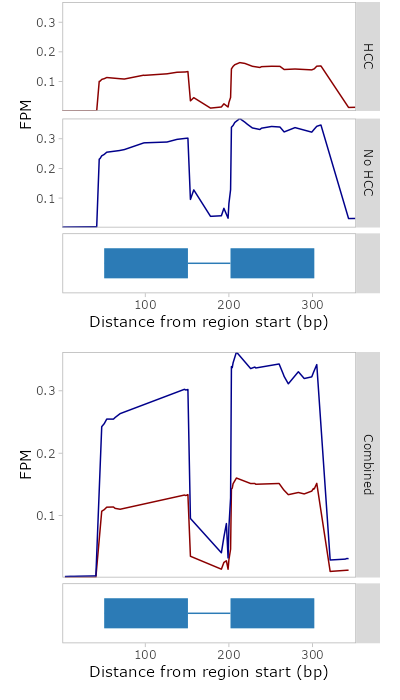 0.3
0.2
0.1
HCC
FPM
0.3
0.2
0.1
No HCC
100 200 300
Distance from region start (bp)
0.3
0.2
0.1
FPM
Combined
100 200 300
Distance from region start (bp)